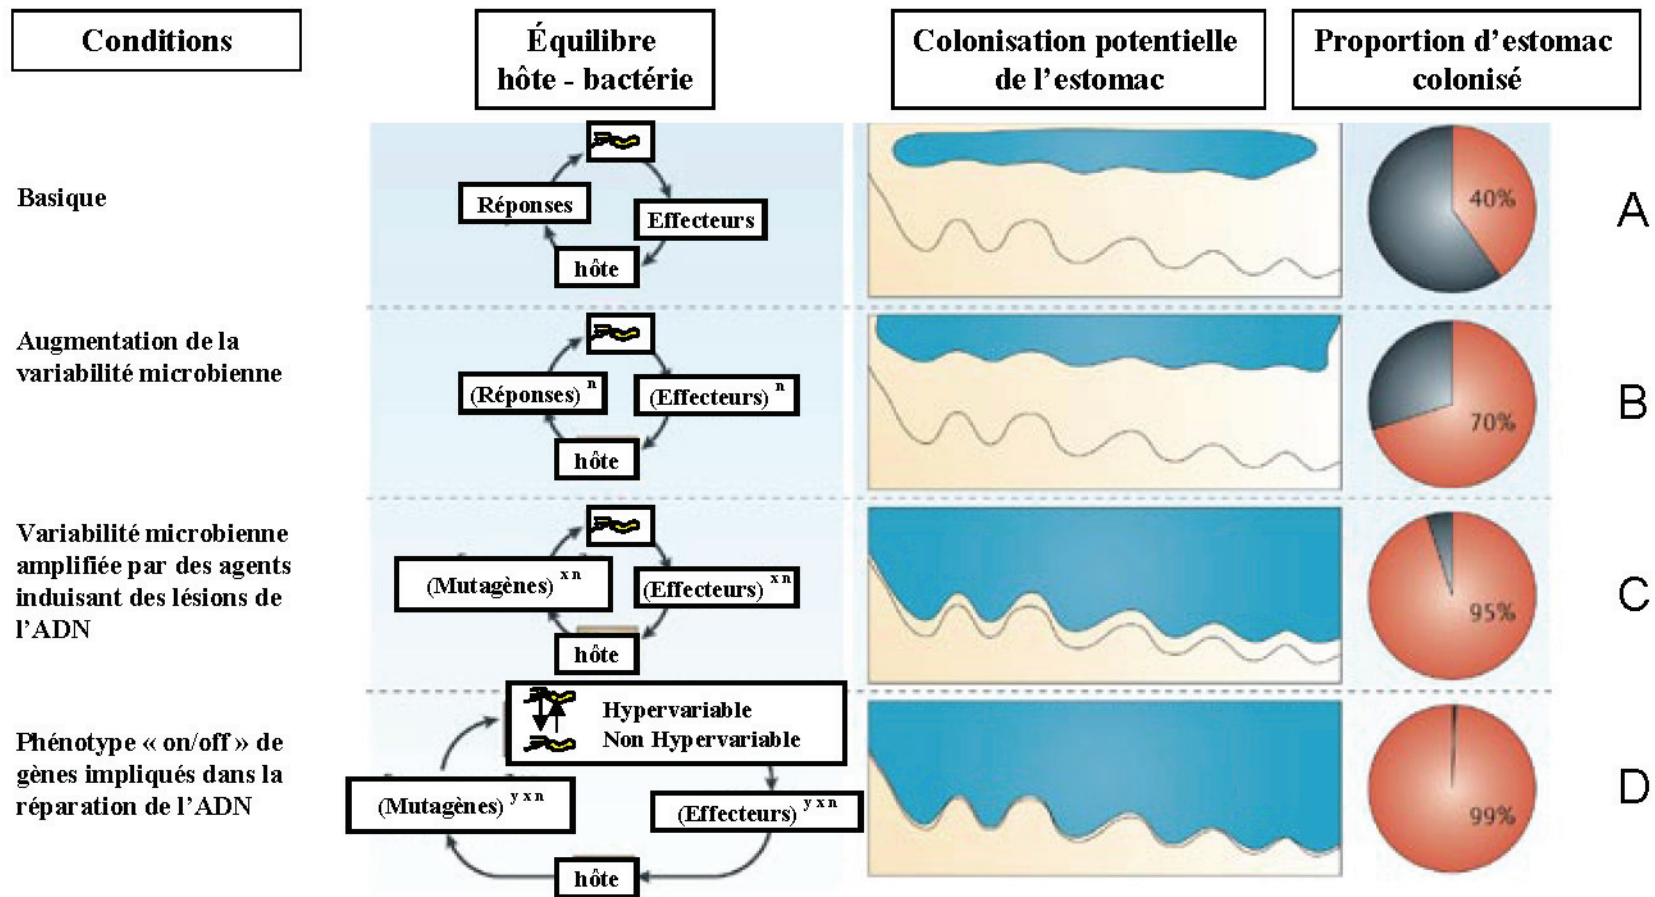 Conditions
Équilibre
hôte - bactérie
Colonisation potentielle
de l’estomac
Proportion d’estomac
colonisé
Basique
Réponses
Effecteurs
hôte
40%
A
Augmentation de la
variabilité microbienne
(Réponses) n
(Effecteurs) n
hôte
70%
B
Variabilité microbienne
amplifiée par des agents
induisant des lésions de
l’ADN
(Mutagènes) x n
(Effecteurs) x n
hôte
95%
C
Phénotype « on/off » de
gènes impliqués dans la
réparation de l’ADN
Hypervariable
Non Hypervariable
(Mutagènes) y x n
(Effecteurs) y x n
hôte
99%
D